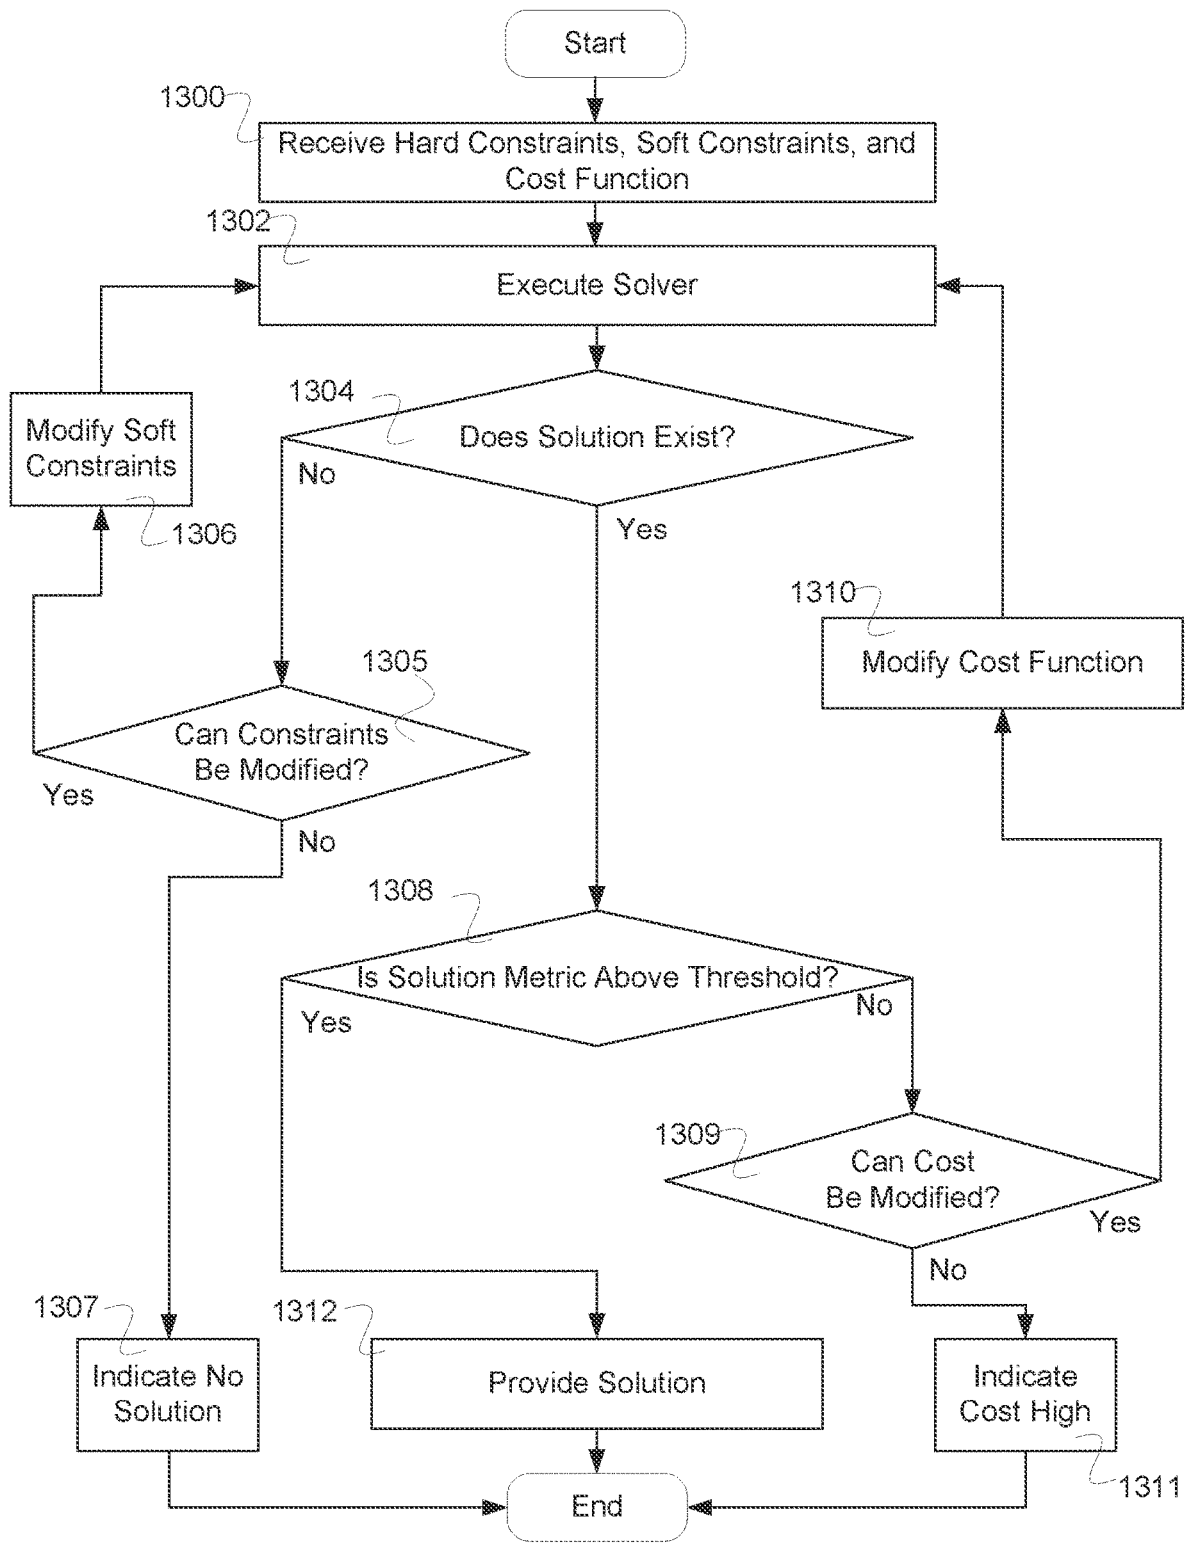 Start
1300
Receive Hard Constraints, Soft Constraints, and
Cost Function
1302
Execute Solver
1304
Does Solution Exist?
No
Yes
Modify Soft
Constraints
1306
1310
Modify Cost Function
1305
Can Constraints
Be Modified?
Yes
No
1308
Is Solution Metric Above Threshold?
Yes
No
1309
Can Cost
Be Modified?
Yes
No
1307
Indicate No
Solution
1312
Provide Solution
Indicate
Cost High
1311
End